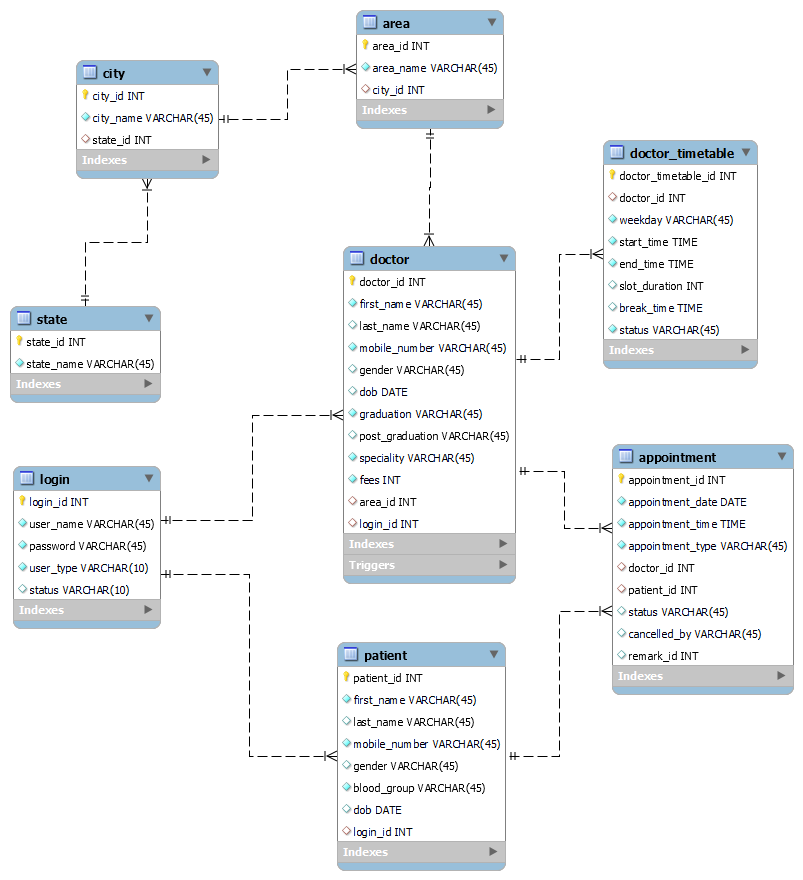 area
area_id INT
area_name VARCHAR(45)
city_id INT
Indexes
city
city_id INT
city_name VARCHAR(45)
state_id INT
Indexes
doctor_timetable
doctor_timetable_id INT
doctor_id INT
weekday VARCHAR(45)
start_time TIME
end_time TIME
slot_duration INT
break_time TIME
status VARCHAR(45)
Indexes
doctor
doctor_id INT
first_name VARCHAR(45)
last_name VARCHAR(45)
mobile_number VARCHAR(45)
gender VARCHAR(45)
dob DATE
graduation VARCHAR(45)
post_graduation VARCHAR(45)
speciality VARCHAR(45)
fees INT
area_id INT
login_id INT
Indexes
Triggers
state
state_id INT
state_name VARCHAR(45)
Indexes
login
login_id INT
user_name VARCHAR(45)
password VARCHAR(45)
user_type VARCHAR(10)
status VARCHAR(10)
Indexes
appointment
appointment_id INT
appointment_date DATE
appointment_time TIME
appointment_type VARCHAR(45)
doctor_id INT
patient_id INT
status VARCHAR(45)
cancelled_by VARCHAR(45)
remark_id INT
Indexes
patient
patient_id INT
first_name VARCHAR(45)
last_name VARCHAR(45)
mobile_number VARCHAR(45)
gender VARCHAR(45)
blood_group VARCHAR(45)
dob DATE
login_id INT
Indexes